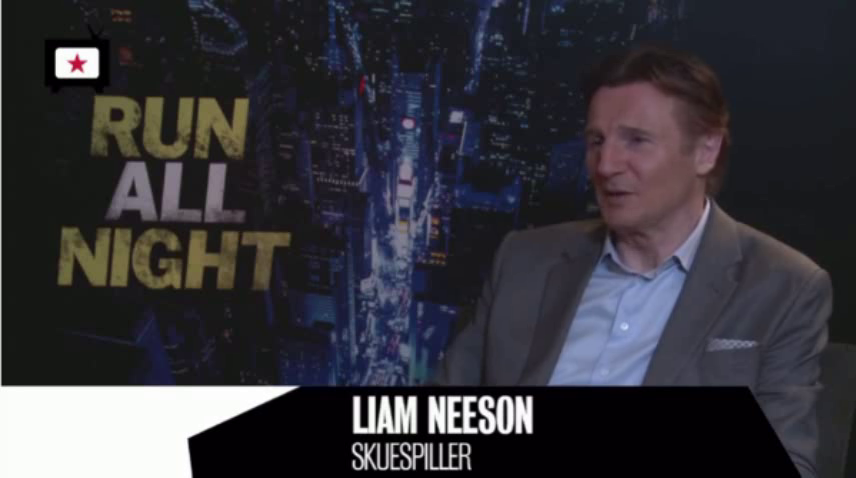 RUN
ALL
NIGHT
LIAM NEESON
SKUESPILLER